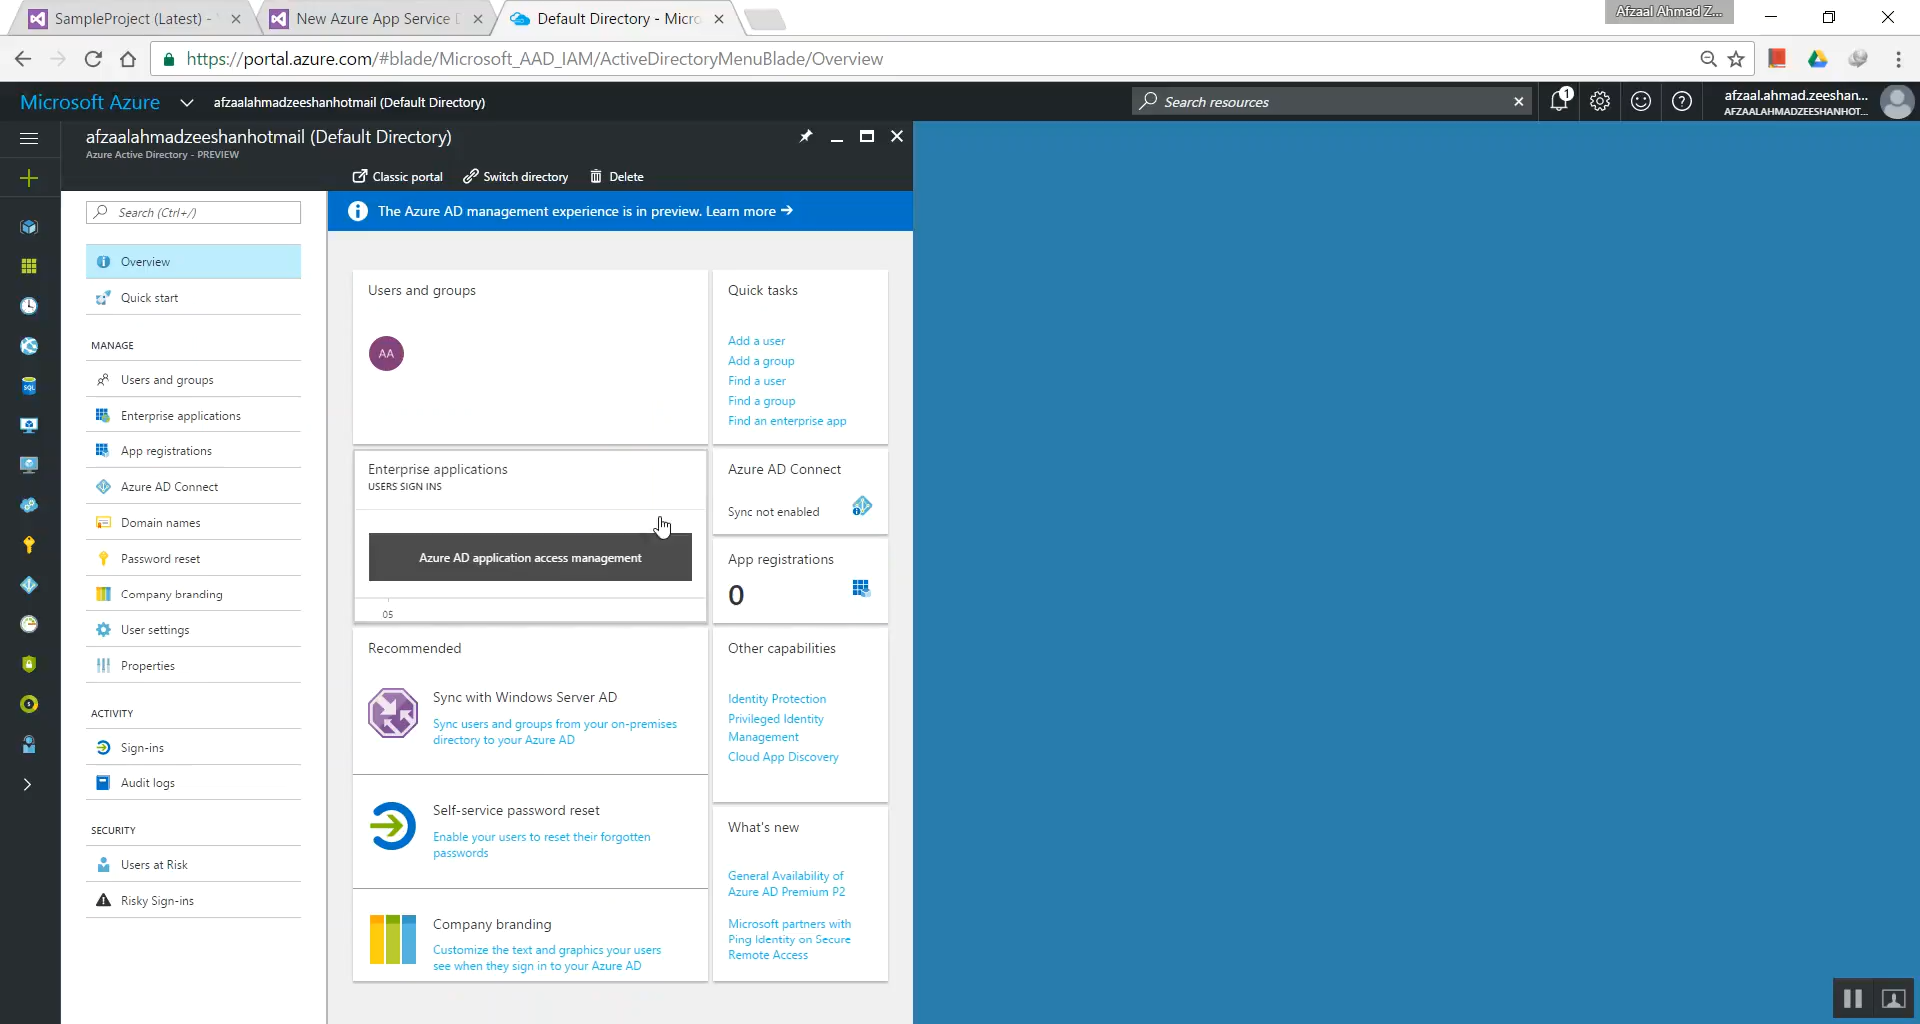 SampleProject (Latest) -
New Azure App Service D
Default Directory - Micro
Afzaal Ahmad Z...
https://portal.azure.com/#blade/Microsoft_AAD_IAM/ActiveDirectoryMenuBlade/Overview
Microsoft Azure
afzaalahmadzeeshanhotmail (Default Directory)
Search resources
1
afzaal.ahmad.zeeshan...
AFZAALAHMADZEESHANHOT...
afzaalahmadzeeshanhotmail (Default Directory)
Azure Active Directory - PREVIEW
Classic portal
Switch directory
Delete
Search (Ctrl+/)
The Azure AD management experience is in preview. Learn more →
Overview
Quick start
MANAGE
Users and groups
Enterprise applications
App registrations
Azure AD Connect
Domain names
Password reset
Company branding
User settings
Properties
ACTIVITY
Sign-ins
Audit logs
SECURITY
Users at Risk
Risky Sign-ins
Users and groups
AA
Quick tasks
Add a user
Add a group
Find a user
Find a group
Find an enterprise app
Enterprise applications
USERS SIGN INS
Azure AD application access management
05
Azure AD Connect
Sync not enabled
App registrations
0
Recommended
Sync with Windows Server AD
Sync users and groups from your on-premises
directory to your Azure AD
Self-service password reset
Enable your users to reset their forgotten
passwords
Company branding
Customize the text and graphics your users
see when they sign in to your Azure AD
Other capabilities
Identity Protection
Privileged Identity
Management
Cloud App Discovery
What's new
General Availability of
Azure AD Premium P2
Microsoft partners with
Ping Identity on Secure
Remote Access
SQL